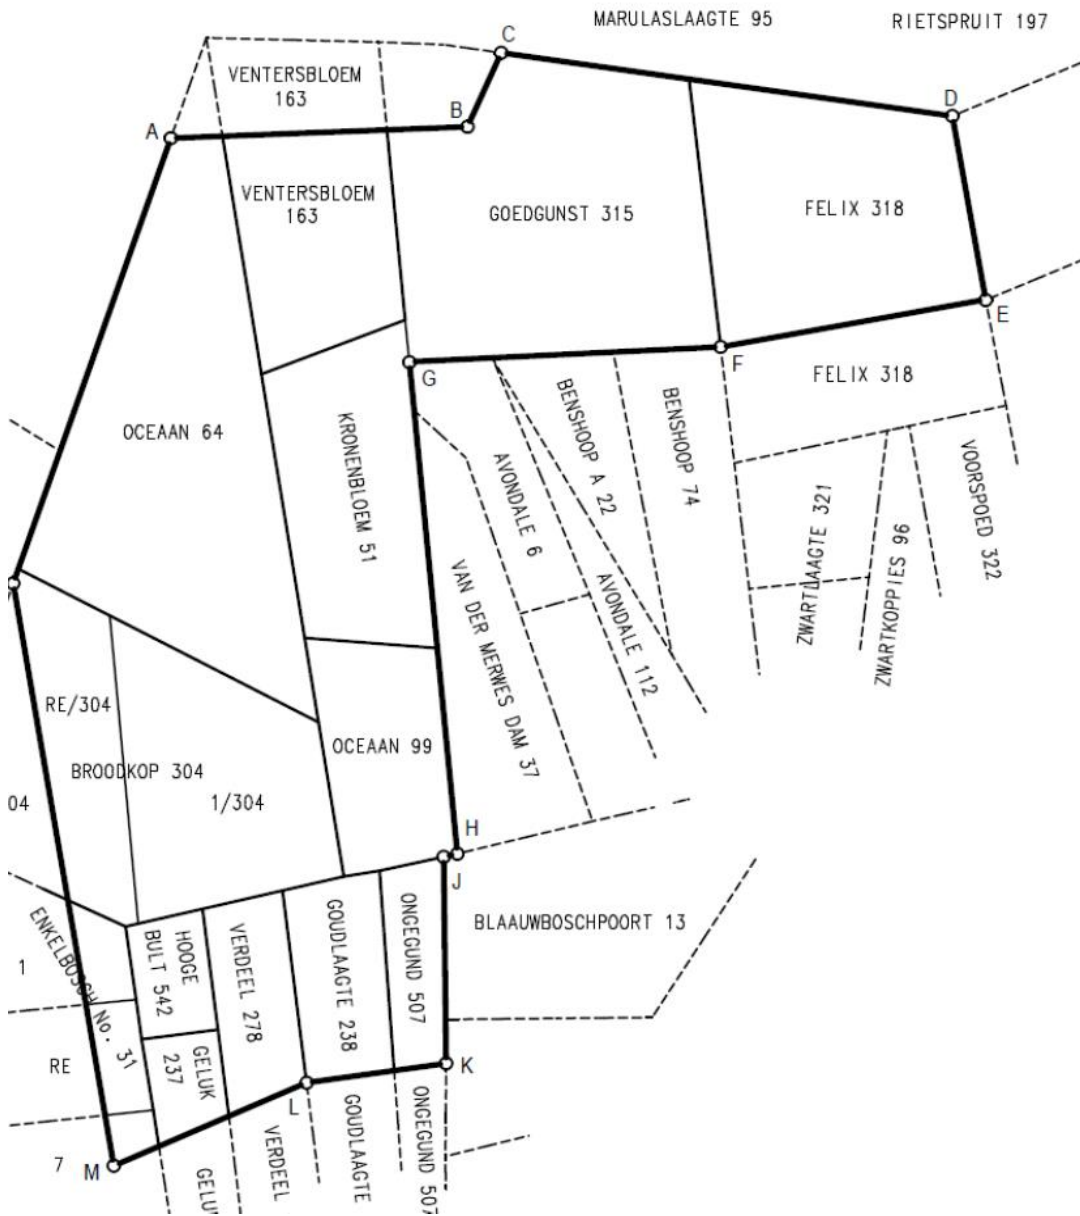 MARULASLAAGTE 95
RIETSPRUIT 197
C
VENTERSBLOEM
163
D
B
A
VENTERSBLOEM
163
GOEDGUNST 315
FELIX 318
E
F
G
FELIX 318
OCEAAN 64
KRONENBLOEM 51
AVONDALE 6
BENSHOOP A 22
BENSHOOP 74
ZWARTLAAGTE 321
ZWARTKOPPIES 96
VOORSPOED 322
VAN DER MERWES DAM 37
AVONDALE 112
RE/304
OCEAAN 99
BROODKOP 304
04
1/304
H
J
ENKELBOSCH No. 31
HOOGE
BULT 542
VERDEEL 278
GOUDLAAGTE 238
ONGEGUND 507
BLAAUWBOSCHPOORT 13
1
RE
GELUK
237
K
L
M
7
GELU
VERDEEL
GOUDLAAGTE
ONGEGUND 507